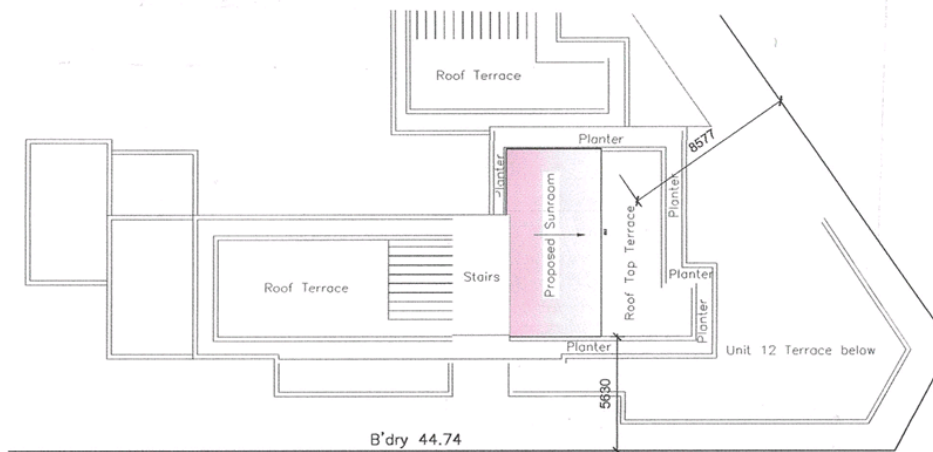 Roof Terrace
8577
Planter
Planter
Planter
Proposed Sunroom
Roof Top Terrace
Stairs
Roof Terrace
Planter
Planter
Planter
Unit 12 Terrace below
5630
B'dry 44.74